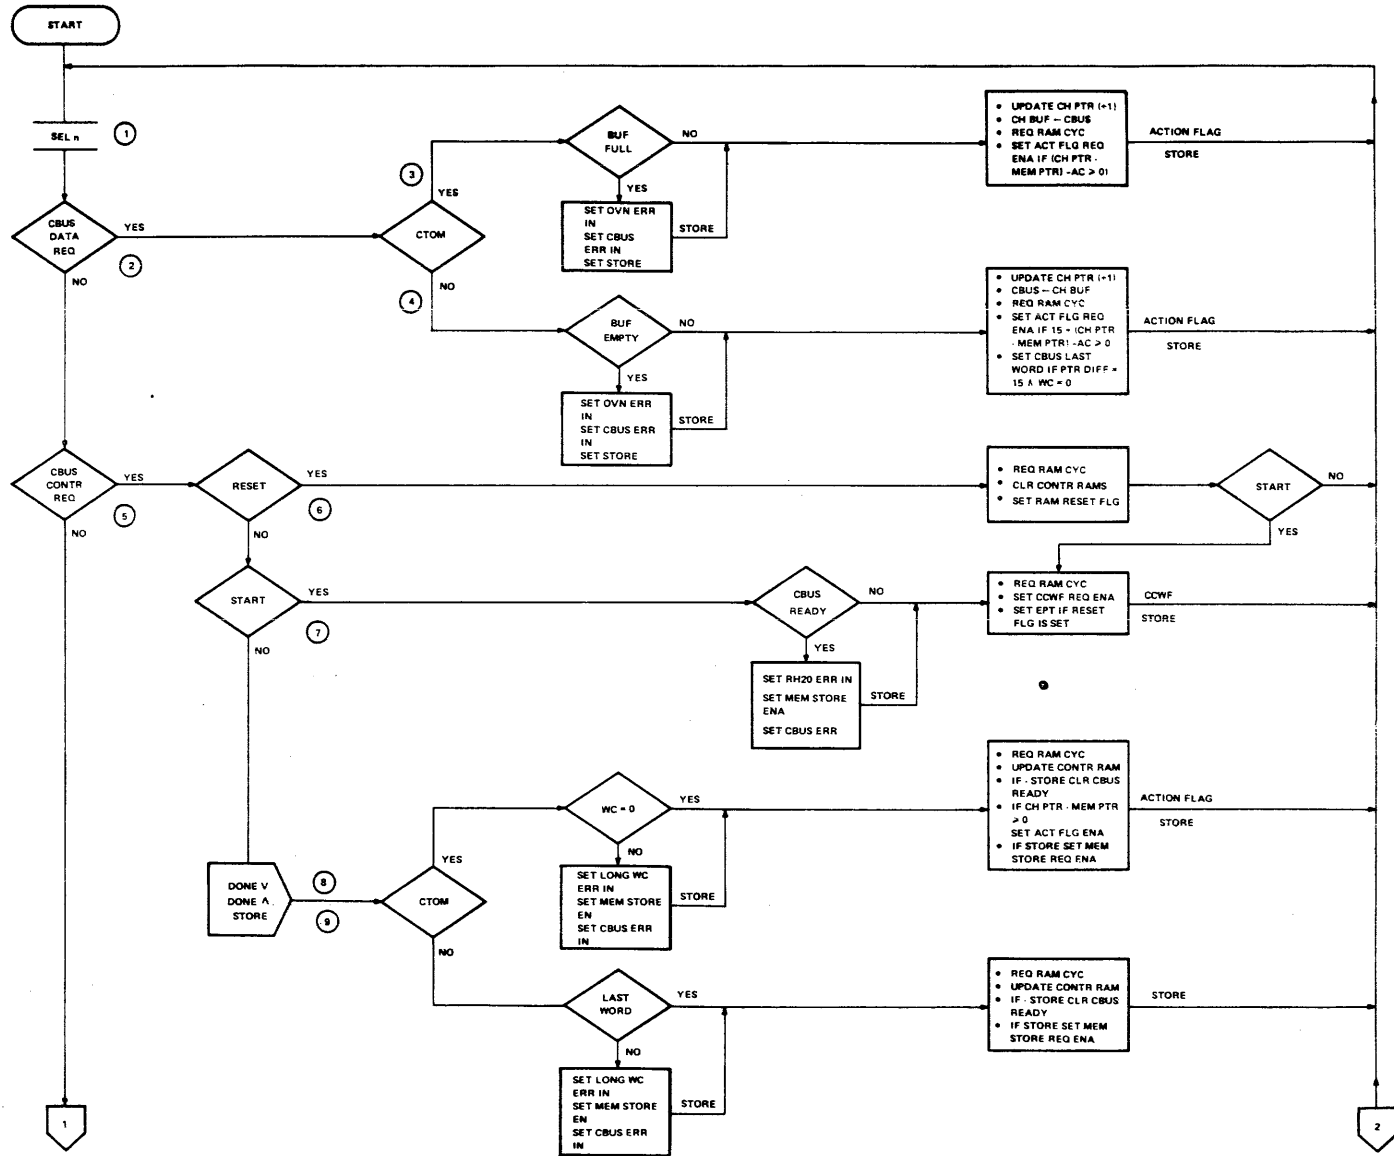 START
SEL n
1
CBUS
DATA
REQ
YES
2
NO
CTOM
3
YES
4
NO
BUF
FULL
NO
YES
SET OVN ERR
IN
SET CBUS
ERR IN
SET STORE
STORE
• UPDATE CH PTR (+1)
• CH BUF ← CBUS
• REQ RAM CYC
• SET ACT FLG REQ
ENA IF (CH PTR -
MEM PTR) -AC > 0)
ACTION FLAG
STORE
BUF
EMPTY
NO
YES
SET OVN ERR
IN
SET CBUS ERR
IN
SET STORE
STORE
• UPDATE CH PTR (+1)
• CBUS ← CH BUF
• REQ RAM CYC
• SET ACT FLG REQ
ENA IF 15 - (CH PTR
- MEM PTR) -AC > 0
• SET CBUS LAST
WORD IF PTR DIFF =
15 ∧ WC = 0
ACTION FLAG
STORE
CBUS
CONTR
REQ
YES
5
NO
RESET
YES
6
NO
• REQ RAM CYC
• CLR CONTR RAMS
• SET RAM RESET FLG
START
NO
YES
START
YES
7
NO
CBUS
READY
NO
YES
SET RH20 ERR IN
SET MEM STORE
ENA
SET CBUS ERR
STORE
• REQ RAM CYC
• SET CCWF REQ ENA
• SET EPT IF RESET
FLG IS SET
CCWF
STORE
DONE V
DONE ∧
STORE
8
9
CTOM
YES
NO
WC = 0
YES
NO
SET LONG WC
ERR IN
SET MEM STORE
EN
SET CBUS ERR
IN
STORE
• REQ RAM CYC
• UPDATE CONTR RAM
• IF - STORE CLR CBUS
READY
• IF CH PTR - MEM PTR
> 0
SET ACT FLG ENA
• IF STORE SET MEM
STORE REQ ENA
ACTION FLAG
STORE
LAST
WORD
YES
NO
SET LONG WC
ERR IN
SET MEM STORE
EN
SET CBUS ERR
IN
STORE
• REQ RAM CYC
• UPDATE CONTR RAM
• IF - STORE CLR CBUS
READY
• IF STORE SET MEM
STORE REQ ENA
STORE
1
2